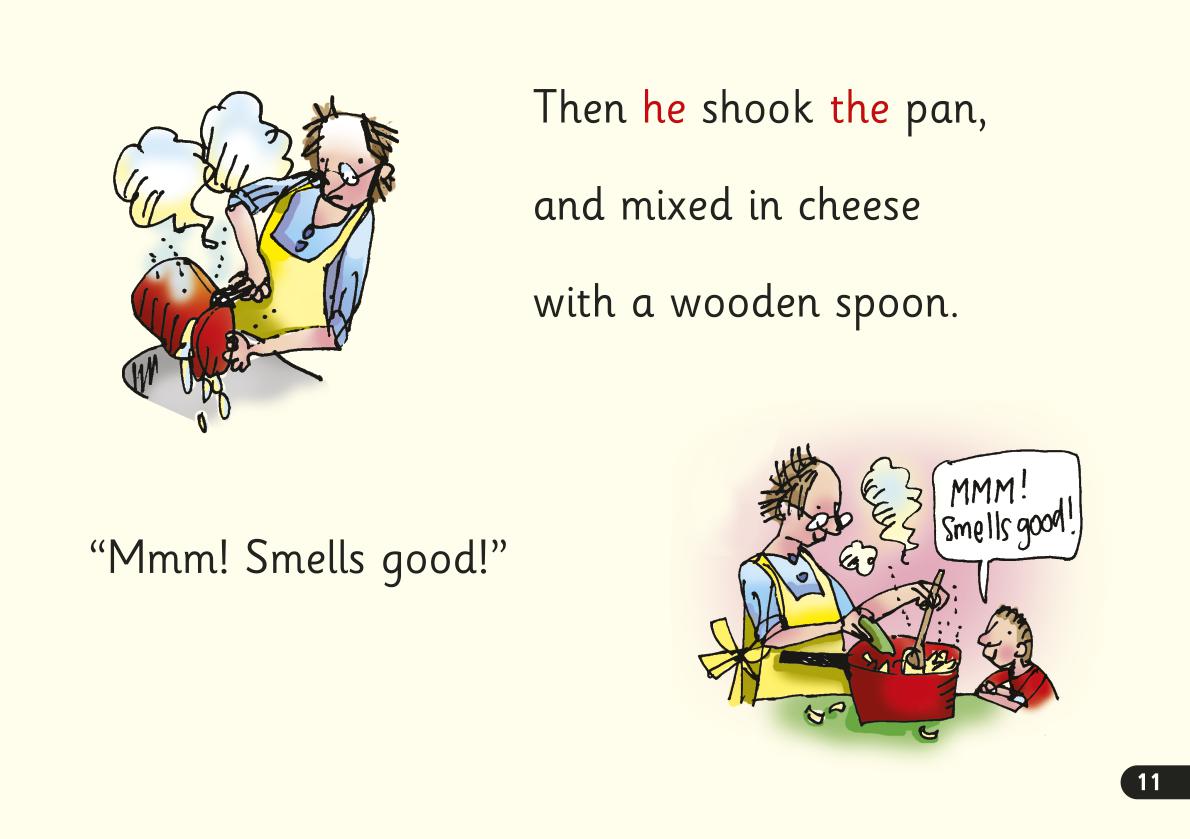 Then he shook the pan,
and mixed in cheese
with a wooden spoon.
MMM!
Smells good!
“Mmm! Smells good!”
11